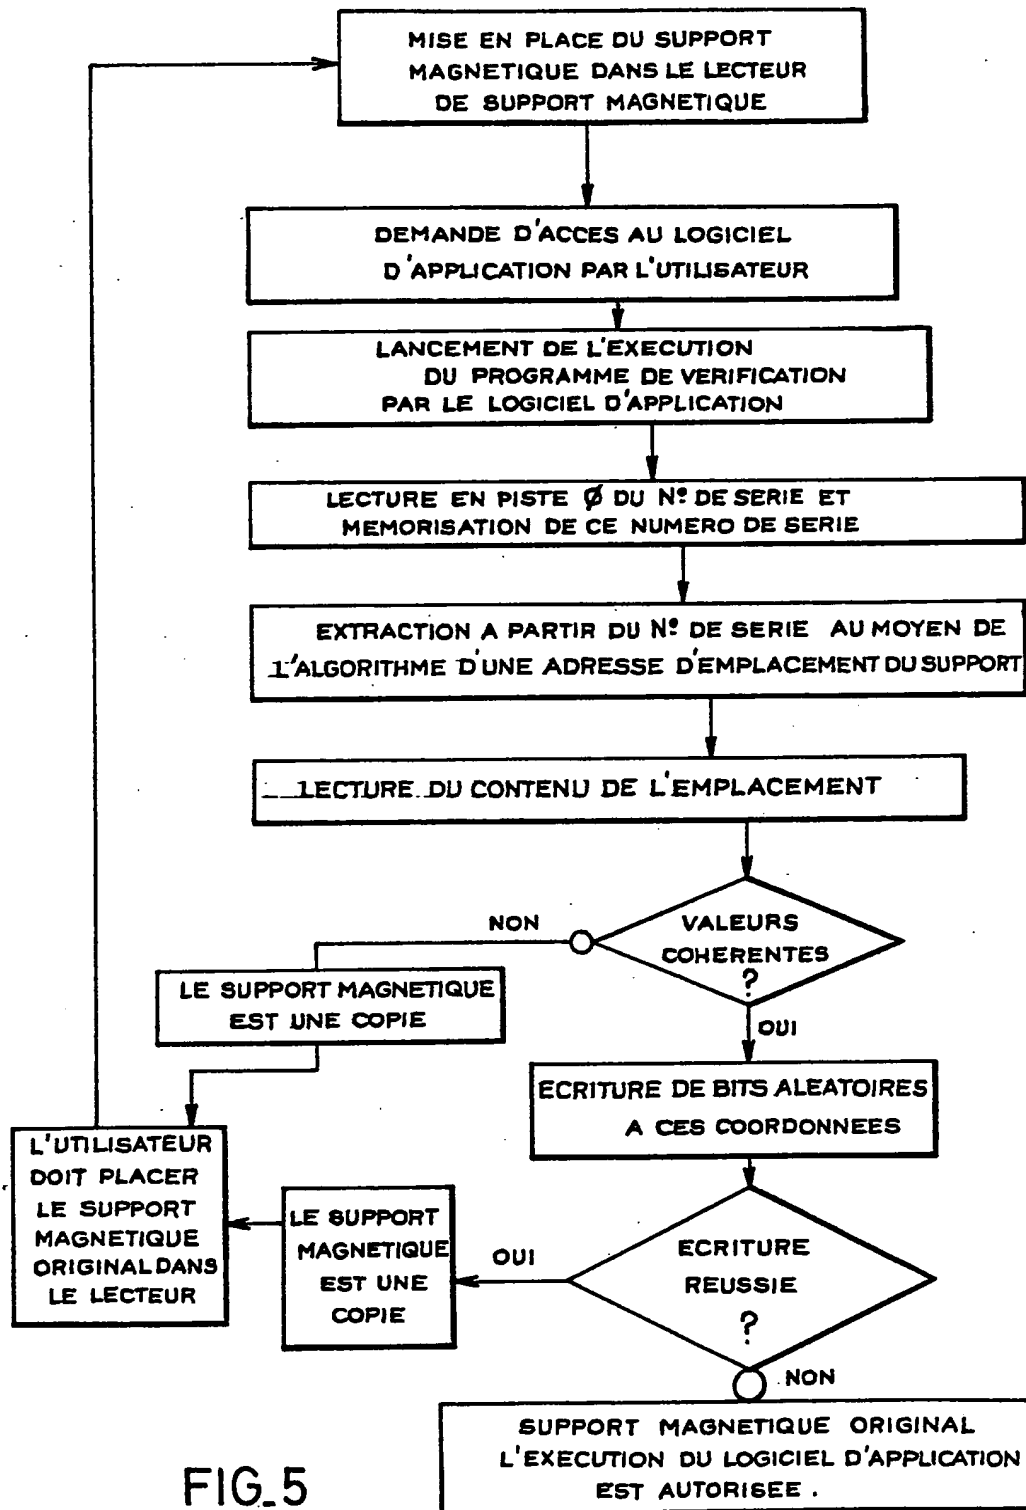 MISE EN PLACE DU SUPPORT
MAGNETIQUE DANS LE LECTEUR
DE SUPPORT MAGNETIQUE
DEMANDE D'ACCES AU LOGICIEL
D'APPLICATION PAR L'UTILISATEUR
LANCEMENT DE L'EXECUTION
DU PROGRAMME DE VERIFICATION
PAR LE LOGICIEL D'APPLICATION
LECTURE EN PISTE Ø DU Nº DE SERIE ET
MEMORISATION DE CE NUMERO DE SERIE
EXTRACTION A PARTIR DU Nº DE SERIE AU MOYEN DE
L'ALGORITHME D'UNE ADRESSE D'EMPLACEMENT DU SUPPORT
LECTURE DU CONTENU DE L'EMPLACEMENT
VALEURS
COHERENTES
?
NON
LE SUPPORT MAGNETIQUE
EST UNE COPIE
OUI
ECRITURE DE BITS ALEATOIRES
A CES COORDONNEES
L'UTILISATEUR
DOIT PLACER
LE SUPPORT
MAGNETIQUE
ORIGINAL DANS
LE LECTEUR
LE SUPPORT
MAGNETIQUE
EST UNE
COPIE
OUI
ECRITURE
REUSSIE
?
NON
SUPPORT MAGNETIQUE ORIGINAL
L'EXECUTION DU LOGICIEL D'APPLICATION
EST AUTORISEE .
FIG_5